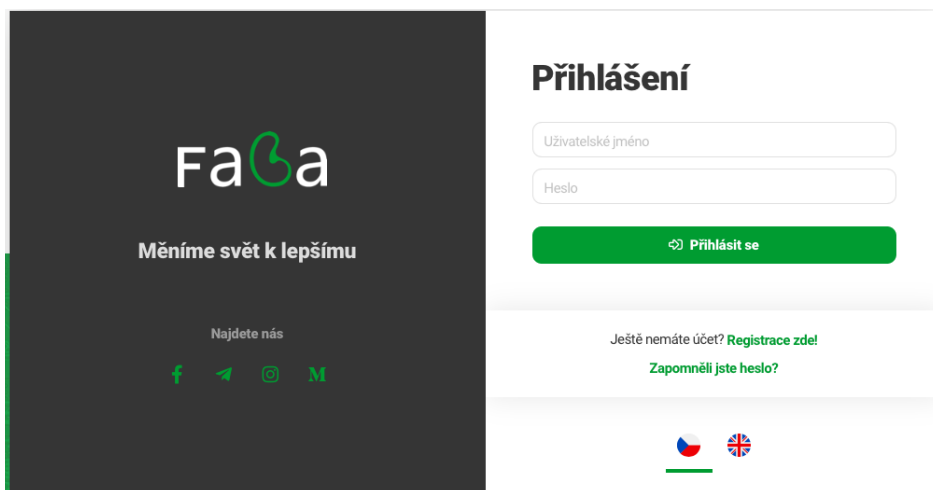 FaBa
Měníme svět k lepšímu
Najdete nás
Přihlášení
Uživatelské jméno
Heslo
Přihlásit se
Ještě nemáte účet? Registrace zde!
Zapomněli jste heslo?